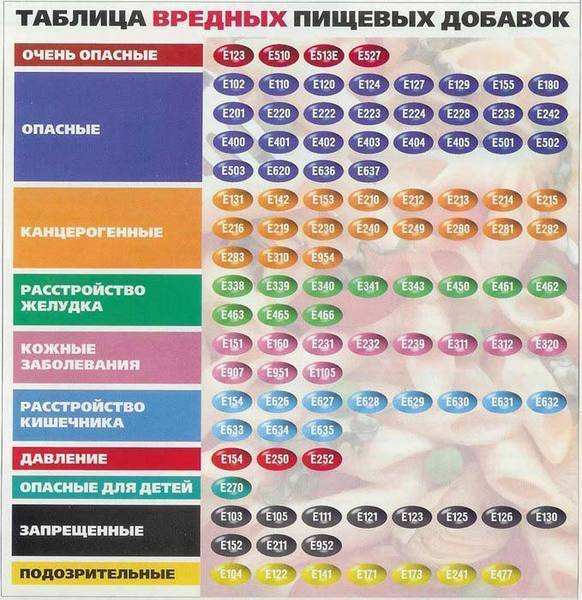 ТАБЛИЦА ВРЕДНЫХ ПИЩЕВЫХ ДОБАВОК
ОЧЕНЬ ОПАСНЫЕ E123 E510 E513E E527
ОПАСНЫЕ
E102 E110 E120 E124 E127 E129 E155 E180
E201 E220 E222 E223 E224 E228 E233 E242
E400 E401 E402 E403 E404 E405 E501 E502
E503 E620 E636 E637
КАНЦЕРОГЕННЫЕ
E131 E142 E153 E210 E212 E213 E214 E215
E216 E219 E230 E240 E249 E280 E281 E282
E283 E310 E954
РАССТРОЙСТВО
ЖЕЛУДКА
E338 E339 E340 E341 E343 E450 E461 E462
E463 E465 E466
КОЖНЫЕ
ЗАБОЛЕВАНИЯ
E151 E160 E231 E232 E239 E311 E312 E320
E907 E951 E1105
РАССТРОЙСТВО
КИШЕЧНИКА
E154 E626 E627 E628 E629 E630 E631 E632
E633 E634 E635
ДАВЛЕНИЕ E154 E250 E252
ОПАСНЫЕ ДЛЯ ДЕТЕЙ E270
ЗАПРЕЩЕННЫЕ
E103 E105 E111 E121 E123 E125 E126 E130
E152 E211 E952
ПОДОЗРИТЕЛЬНЫЕ E104 E122 E141 E171 E173 E241 E477